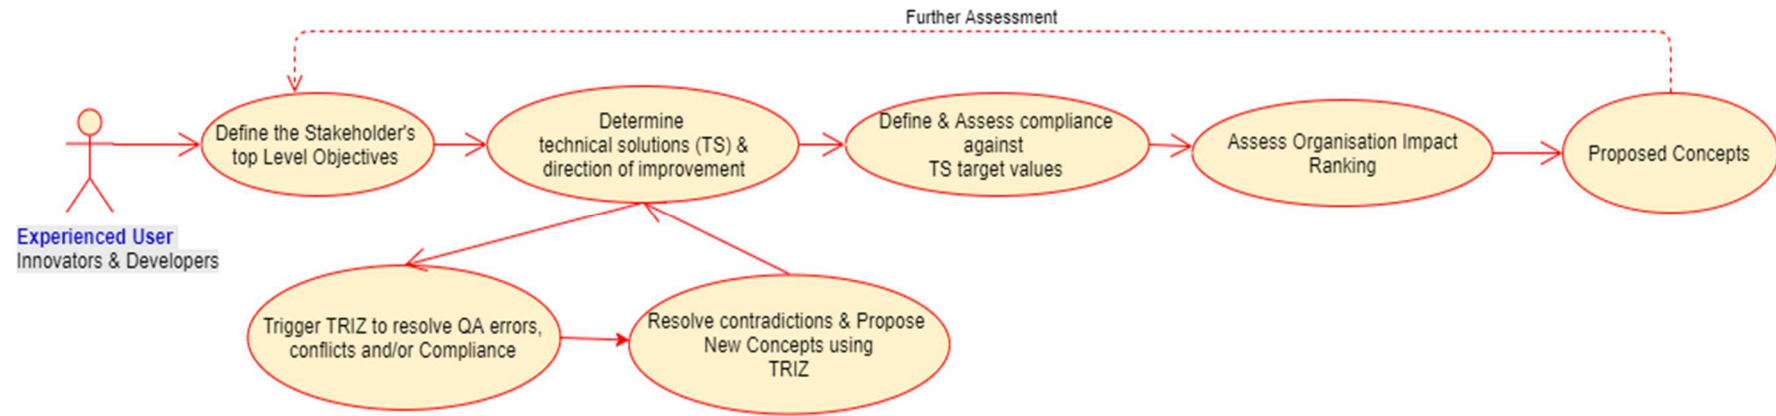 Further Assessment
Define the Stakeholder's
top Level Objectives
Determine
technical solutions (TS) &
direction of improvement
Define & Assess compliance
against
TS target values
Assess Organisation Impact
Ranking
Proposed Concepts
Experienced User
Innovators & Developers
Trigger TRIZ to resolve QA errors,
conflicts and/or Compliance
Resolve contradictions & Propose
New Concepts using
TRIZ